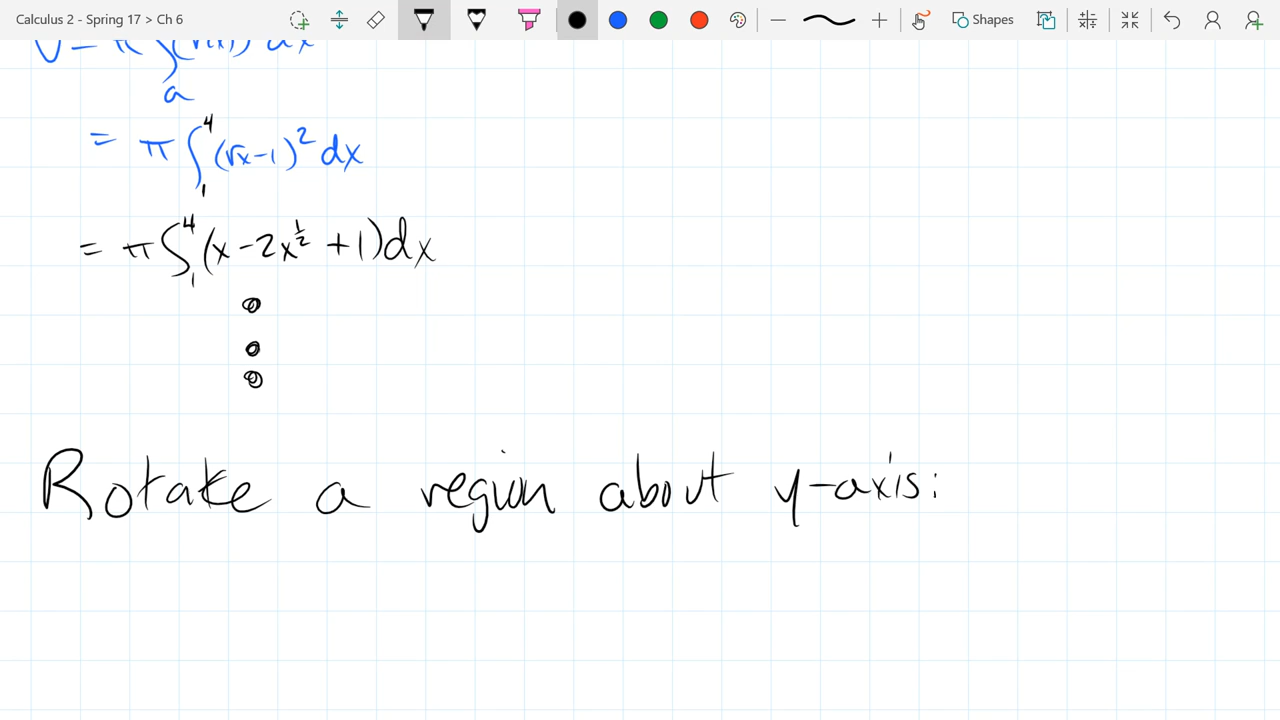 Calculus 2 - Spring 17 > Ch 6
Shapes
a
= π ∫₁⁴ (√x-1)² dx
= π ∫₁⁴ (x - 2x^½ + 1) dx
Rotate a region about y-axis: